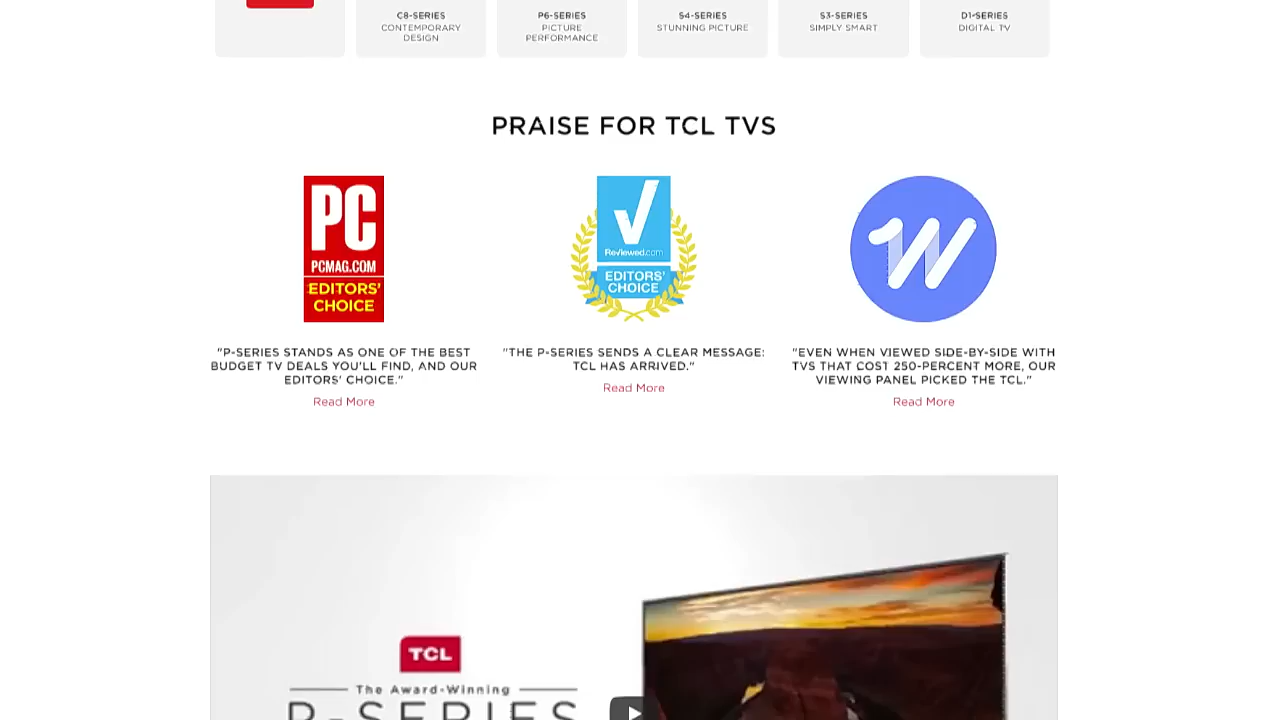 C8-SERIES
CONTEMPORARY
DESIGN
P6-SERIES
PICTURE
PERFORMANCE
S4-SERIES
STUNNING PICTURE
S3-SERIES
SIMPLY SMART
D1-SERIES
DIGITAL TV
PRAISE FOR TCL TVS
PC
PCMAG.COM
EDITORS'
CHOICE
Reviewed.com
EDITORS'
CHOICE
W
"P-SERIES STANDS AS ONE OF THE BEST
BUDGET TV DEALS YOU'LL FIND, AND OUR
EDITORS' CHOICE."
Read More
"THE P-SERIES SENDS A CLEAR MESSAGE:
TCL HAS ARRIVED."
Read More
"EVEN WHEN VIEWED SIDE-BY-SIDE WITH
TVS THAT COST 250-PERCENT MORE, OUR
VIEWING PANEL PICKED THE TCL."
Read More
TCL
The Award-Winning
P-SERIES